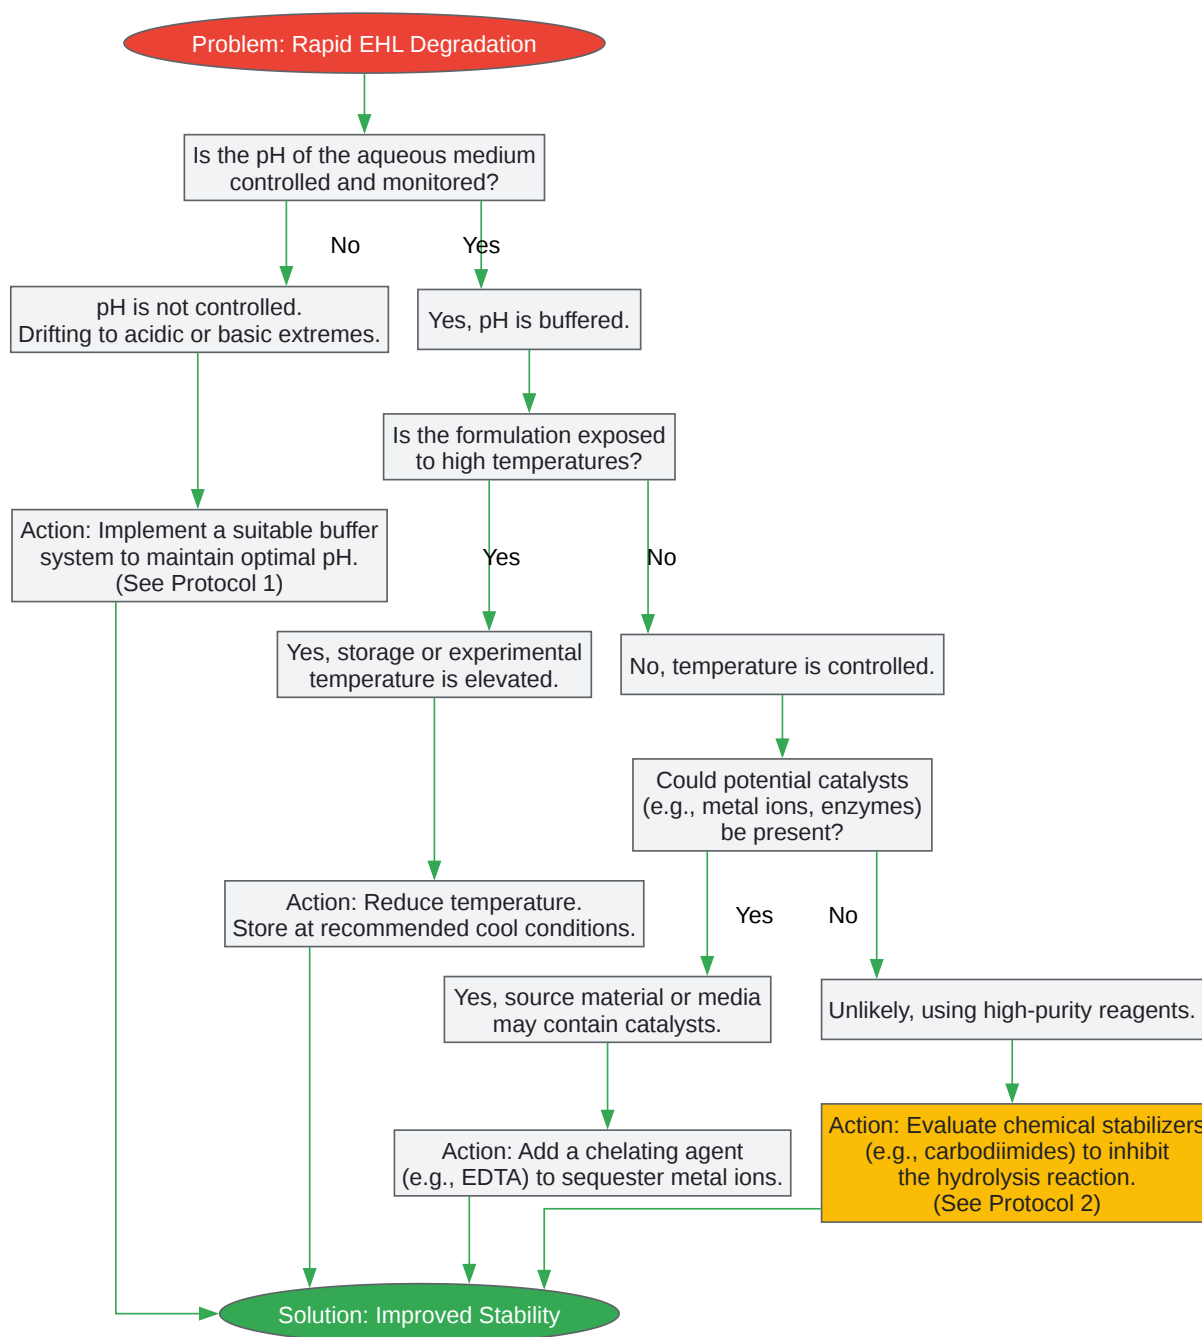 Problem: Rapid EHL Degradation
Is the pH of the aqueous medium
controlled and monitored?
No
Yes
pH is not controlled.
Drifting to acidic or basic extremes.
Yes, pH is buffered.
Is the formulation exposed
to high temperatures?
Action: Implement a suitable buffer
system to maintain optimal pH.
(See Protocol 1)
Yes
No
Yes, storage or experimental
temperature is elevated.
No, temperature is controlled.
Could potential catalysts
(e.g., metal ions, enzymes)
be present?
Action: Reduce temperature.
Store at recommended cool conditions.
Yes
No
Yes, source material or media
may contain catalysts.
Unlikely, using high-purity reagents.
Action: Add a chelating agent
(e.g., EDTA) to sequester metal ions.
Action: Evaluate chemical stabilizers
(e.g., carbodiimides) to inhibit
the hydrolysis reaction.
(See Protocol 2)
Solution: Improved Stability